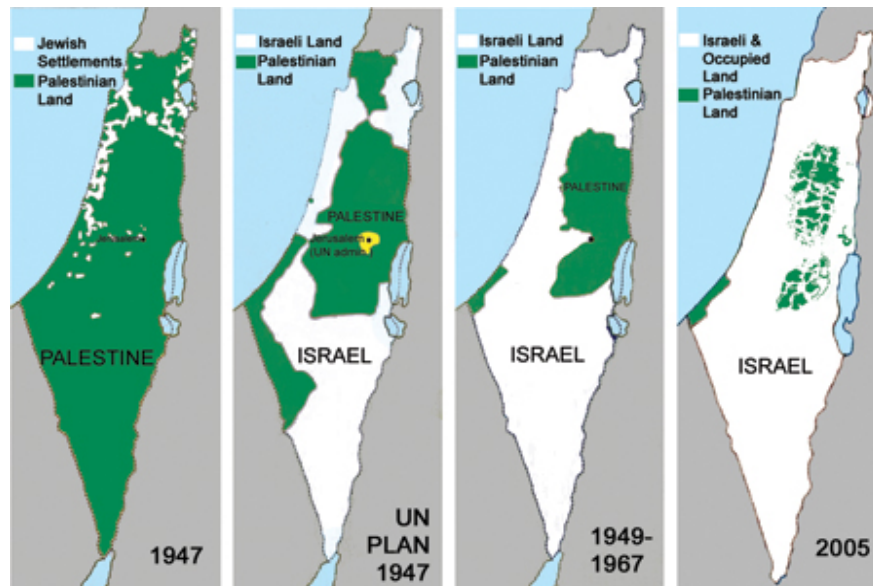 Jewish
Settlements
Palestinian
Land
Jerusalem
PALESTINE
1947
Israeli Land
Palestinian
Land
PALESTINE
Jerusalem
(UN admin.)
ISRAEL
UN
PLAN
1947
Israeli Land
Palestinian
Land
PALESTINE
ISRAEL
1949-
1967
Israeli &
Occupied
Land
Palestinian
Land
ISRAEL
2005